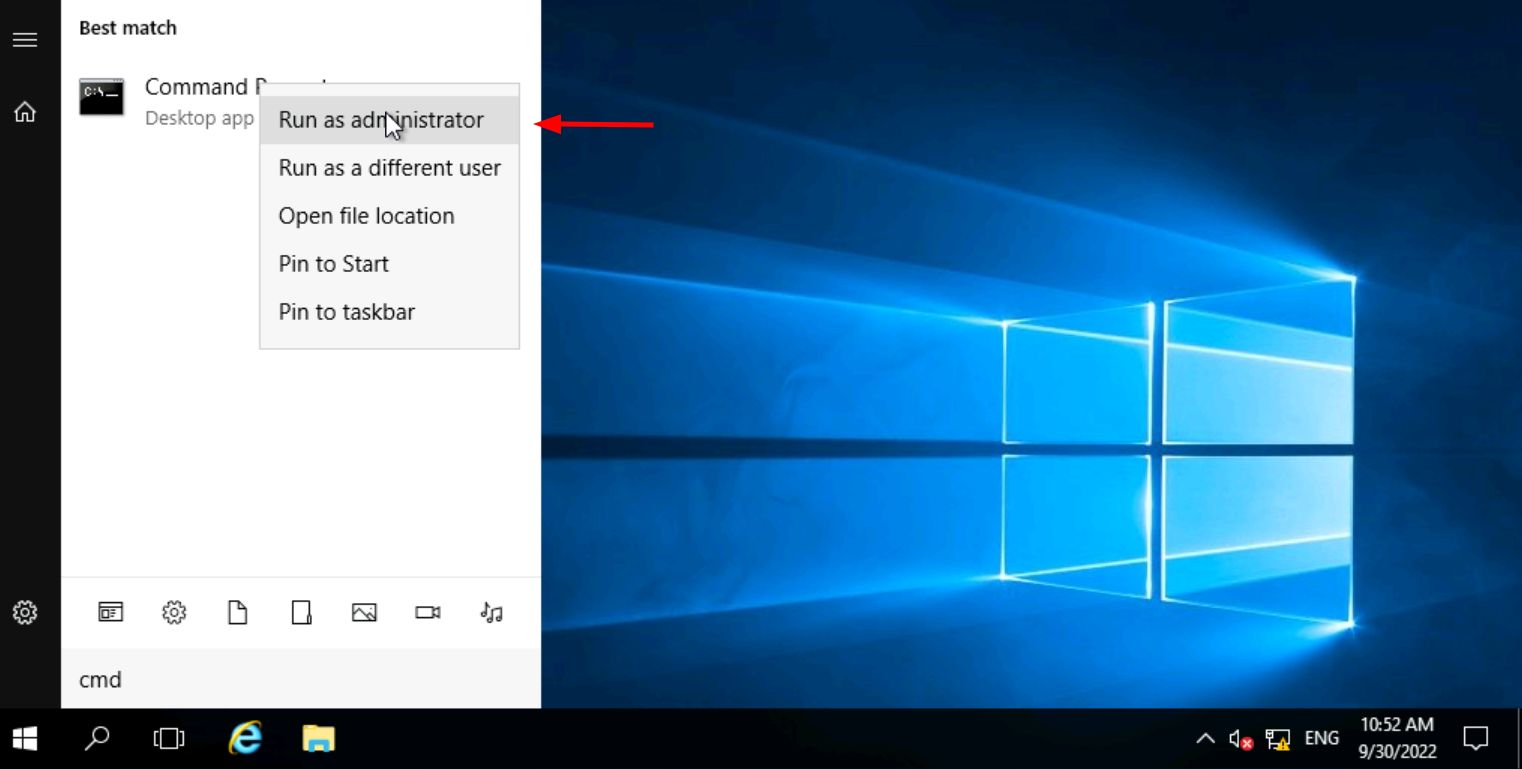 Best match
Command
Desktop app
Run as administrator
Run as a different user
Open file location
Pin to Start
Pin to taskbar
cmd
ENG
10:52 AM
9/30/2022